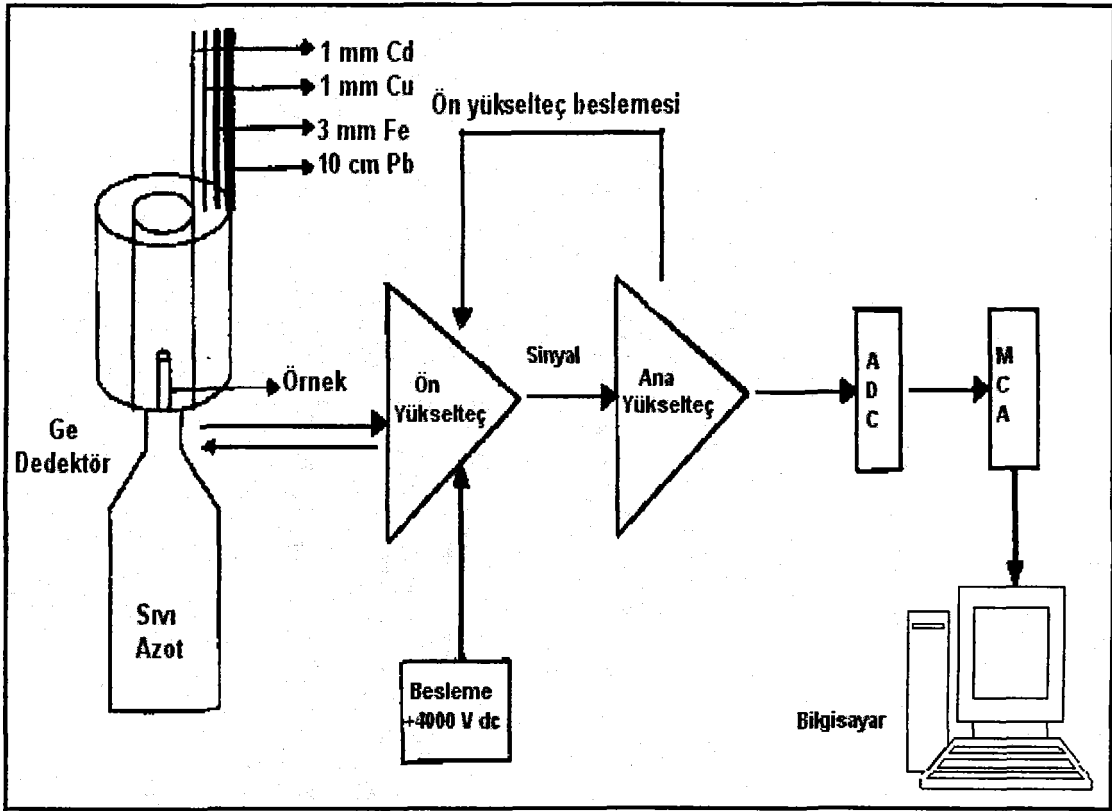 1 mm Cd
1 mm Cu
3 mm Fe
10 cm Pb
Ön yükselteç beslemesi
Örnek
Ge
Dedektör
Sıvı
Azot
Ön
Yükselteç
Sinyal
Ana
Yükselteç
A
D
C
M
C
A
Besleme
+4000 V dc
Bilgisayar